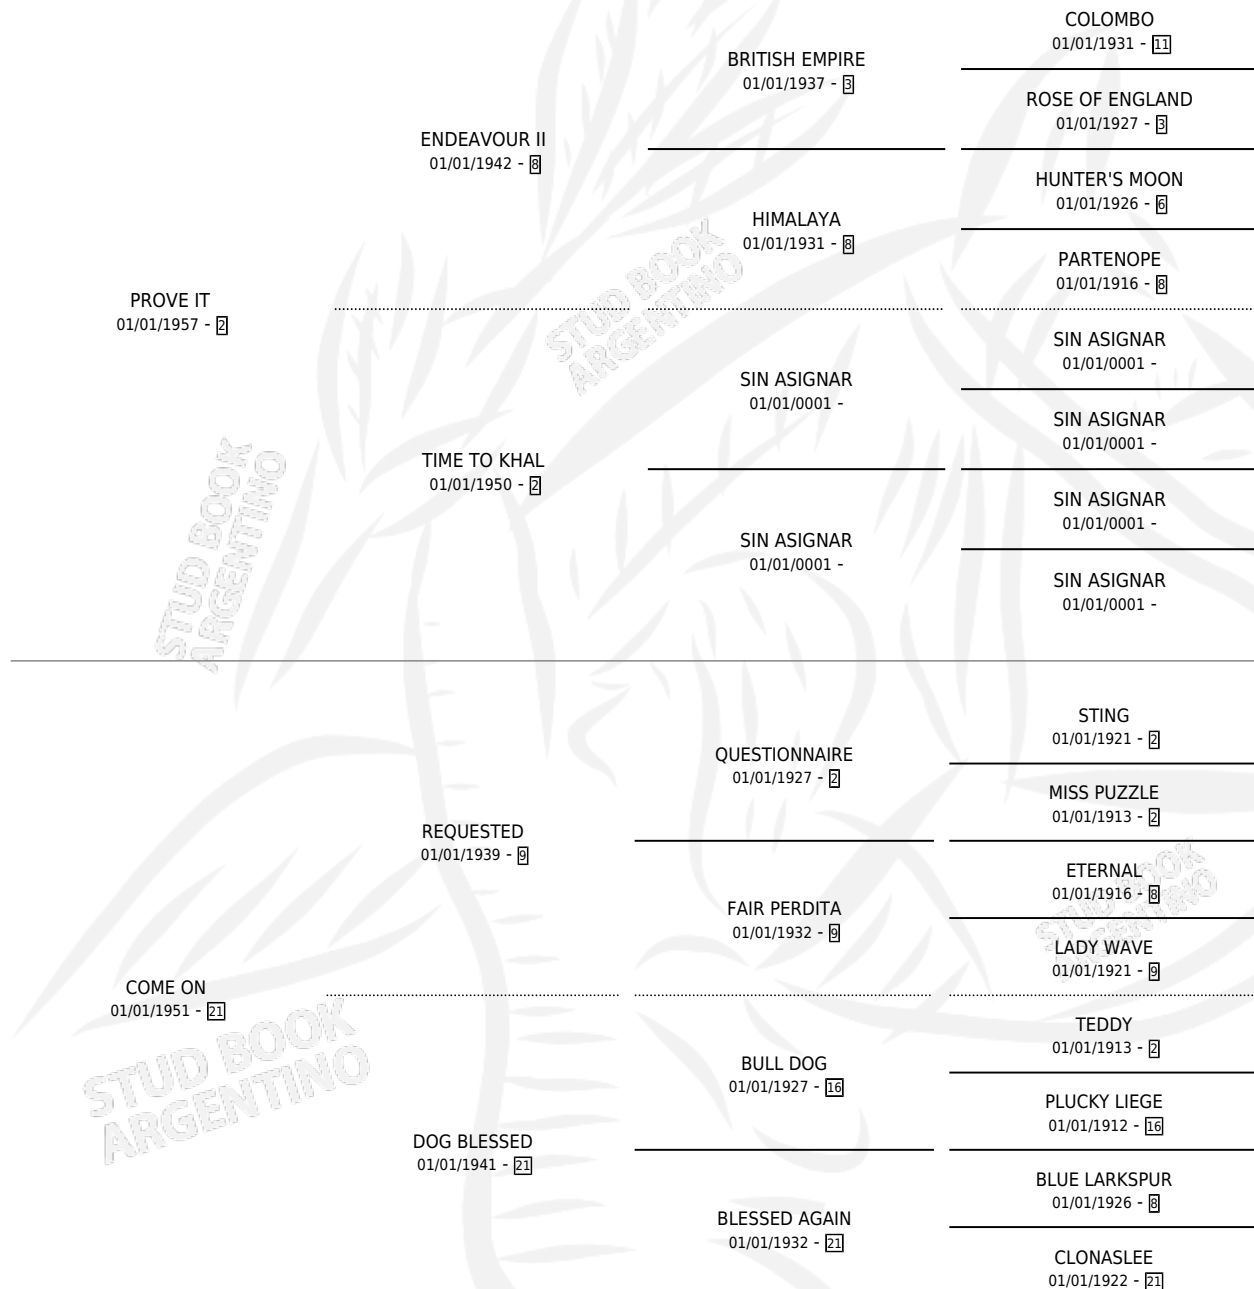 COLOMBO
01/01/1931 - 11
BRITISH EMPIRE
01/01/1937 - 3
ROSE OF ENGLAND
01/01/1927 - 3
ENDEAVOUR II
01/01/1942 - 8
HUNTER'S MOON
01/01/1926 - 6
HIMALAYA
01/01/1931 - 8
PARTENOPE
01/01/1916 - 8
PROVE IT
01/01/1957 - 2
SIN ASIGNAR
01/01/0001 -
SIN ASIGNAR
01/01/0001 -
SIN ASIGNAR
01/01/0001 -
TIME TO KHAL
01/01/1950 - 2
SIN ASIGNAR
01/01/0001 -
SIN ASIGNAR
01/01/0001 -
SIN ASIGNAR
01/01/0001 -
STUD BOOK
ARGENTINO
STUD BOOK
ARGENTINO
STING
01/01/1921 - 2
QUESTIONNAIRE
01/01/1927 - 2
MISS PUZZLE
01/01/1913 - 2
REQUESTED
01/01/1939 - 9
ETERNAL
01/01/1916 - 8
FAIR PERDITA
01/01/1932 - 9
LADY WAVE
01/01/1921 - 9
COME ON
01/01/1951 - 21
TEDDY
01/01/1913 - 2
BULL DOG
01/01/1927 - 16
PLUCKY LIEGE
01/01/1912 - 16
DOG BLESSED
01/01/1941 - 21
BLUE LARKSPUR
01/01/1926 - 8
BLESSED AGAIN
01/01/1932 - 21
CLONASLEE
01/01/1922 - 21
STUD BOOK
ARGENTINO
STUD BOOK
ARGENTINO